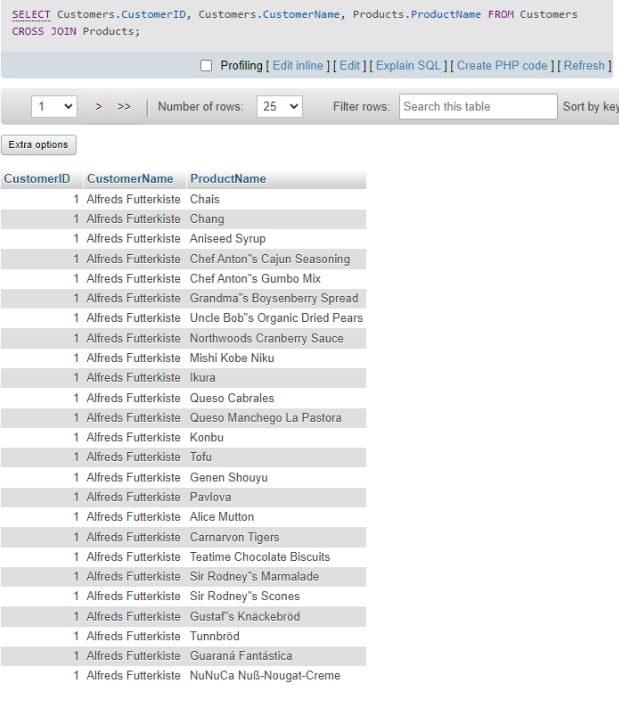 SELECT Customers.CustomerID, Customers.CustomerName, Products.ProductName FROM Customers
CROSS JOIN Products;
Profiling [ Edit inline ] [ Edit ] [ Explain SQL ] [ Create PHP code ] [ Refresh ]
1 > >> Number of rows: 25 Filter rows: Search this table Sort by key
Extra options
CustomerID CustomerName ProductName
1 Alfreds Futterkiste Chais
1 Alfreds Futterkiste Chang
1 Alfreds Futterkiste Aniseed Syrup
1 Alfreds Futterkiste Chef Anton"s Cajun Seasoning
1 Alfreds Futterkiste Chef Anton"s Gumbo Mix
1 Alfreds Futterkiste Grandma"s Boysenberry Spread
1 Alfreds Futterkiste Uncle Bob"s Organic Dried Pears
1 Alfreds Futterkiste Northwoods Cranberry Sauce
1 Alfreds Futterkiste Mishi Kobe Niku
1 Alfreds Futterkiste Ikura
1 Alfreds Futterkiste Queso Cabrales
1 Alfreds Futterkiste Queso Manchego La Pastora
1 Alfreds Futterkiste Konbu
1 Alfreds Futterkiste Tofu
1 Alfreds Futterkiste Genen Shouyu
1 Alfreds Futterkiste Pavlova
1 Alfreds Futterkiste Alice Mutton
1 Alfreds Futterkiste Carnarvon Tigers
1 Alfreds Futterkiste Teatime Chocolate Biscuits
1 Alfreds Futterkiste Sir Rodney"s Marmalade
1 Alfreds Futterkiste Sir Rodney"s Scones
1 Alfreds Futterkiste Gustaf"s Knäckebröd
1 Alfreds Futterkiste Tunnbröd
1 Alfreds Futterkiste Guaraná Fantástica
1 Alfreds Futterkiste NuNuCa Nuß-Nougat-Creme